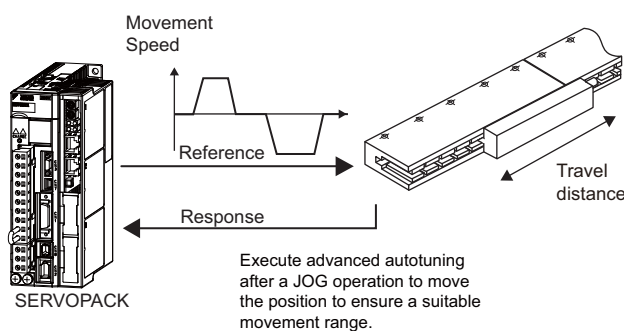 Movement
Speed
Reference
Travel
distance
Response
SERVOPACK
Execute advanced autotuning
after a JOG operation to move
the position to ensure a suitable
movement range.